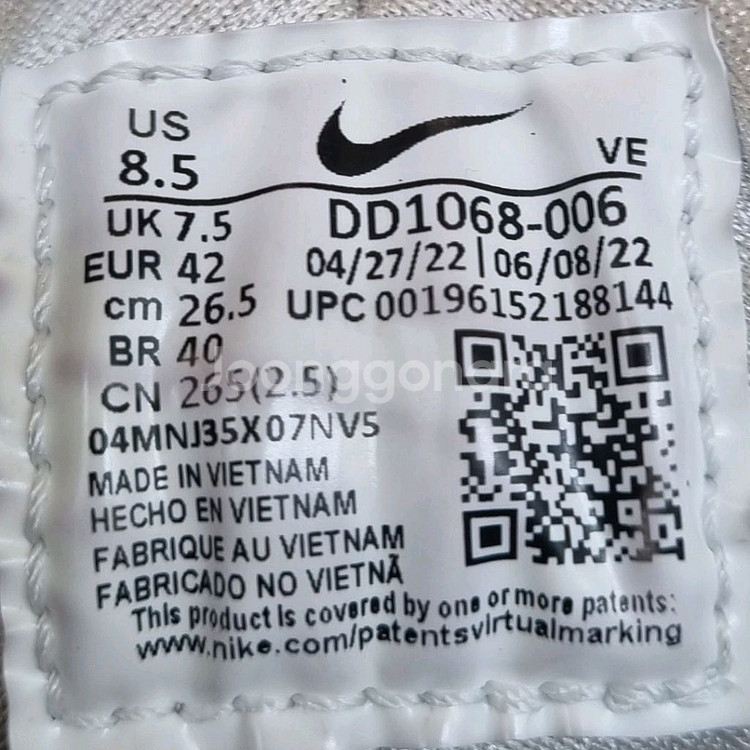 US
8.5
VE
UK 7.5
DD1068-006
EUR 42
04/27/22 | 06/08/22
cm 26.5
UPC 00196152188144
BR 40
Joonggonara
CN 265(2.5)
04MNJ35X07NV5
MADE IN VIETNAM
HECHO EN VIETNAM
FABRIQUE AU VIETNAM
FABRICADO NO VIETNÃ
This product is covered by one or more patents:
www.nike.com/patentsvirtualmarking